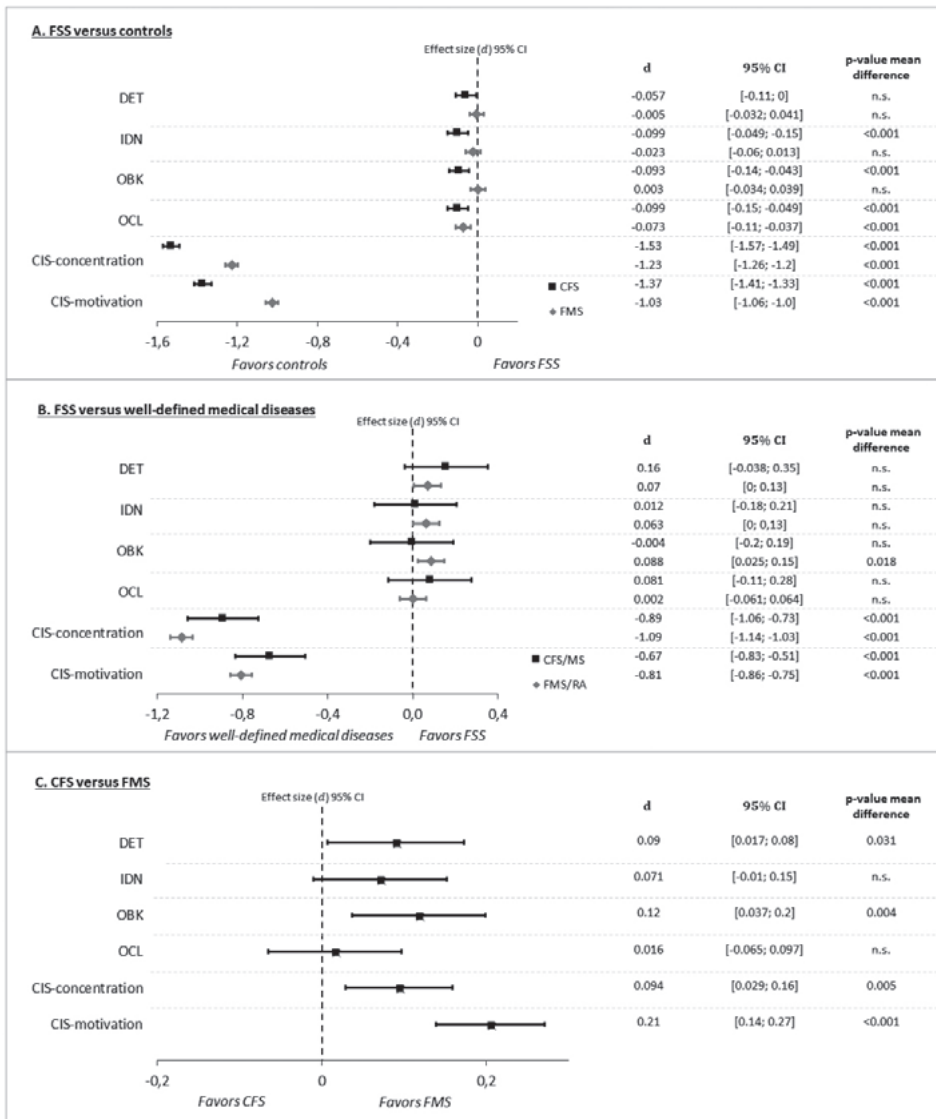 A. FSS versus controls
Effect size (d) 95% CI
d 95% CI p-value mean difference
DET -0.057 [-0.11; 0] n.s.
-0.005 [-0.032; 0.041] n.s.
IDN -0.099 [-0.049; -0.15] <0.001
-0.023 [-0.06; 0.013] n.s.
OBK -0.093 [-0.14; -0.043] <0.001
0.003 [-0.034; 0.039] n.s.
OCL -0.099 [-0.15; -0.049] <0.001
-0.073 [-0.11; -0.037] <0.001
CIS-concentration -1.53 [-1.57; -1.49] <0.001
-1.23 [-1.26; -1.2] <0.001
CIS-motivation -1.37 [-1.41; -1.33] <0.001
-1.03 [-1.06; -1.0] <0.001
CFS
FMS
-1,6 -1,2 -0,8 -0,4 0
Favors controls Favors FSS
B. FSS versus well-defined medical diseases
Effect size (d) 95% CI
d 95% CI p-value mean difference
DET 0.16 [-0.038; 0.35] n.s.
0.07 [0; 0.13] n.s.
IDN 0.012 [-0.18; 0.21] n.s.
0.063 [0; 0,13] n.s.
OBK -0.004 [-0.2; 0.19] n.s.
0.088 [0.025; 0.15] 0.018
OCL 0.081 [-0.11; 0.28] n.s.
0.002 [-0.061; 0.064] n.s.
CIS-concentration -0.89 [-1.06; -0.73] <0.001
-1.09 [-1.14; -1.03] <0.001
CIS-motivation -0.67 [-0.83; -0.51] <0.001
-0.81 [-0.86; -0.75] <0.001
CFS/MS
FMS/RA
-1,2 -0,8 -0,4 0,0 0,4
Favors well-defined medical diseases Favors FSS
C. CFS versus FMS
Effect size (d) 95% CI
d 95% CI p-value mean difference
DET 0.09 [0.017; 0.08] 0.031
IDN 0.071 [-0.01; 0.15] n.s.
OBK 0.12 [0.037; 0.2] 0.004
OCL 0.016 [-0.065; 0.097] n.s.
CIS-concentration 0.094 [0.029; 0.16] 0.005
CIS-motivation 0.21 [0.14; 0.27] <0.001
-0,2 0 0,2
Favors CFS Favors FMS